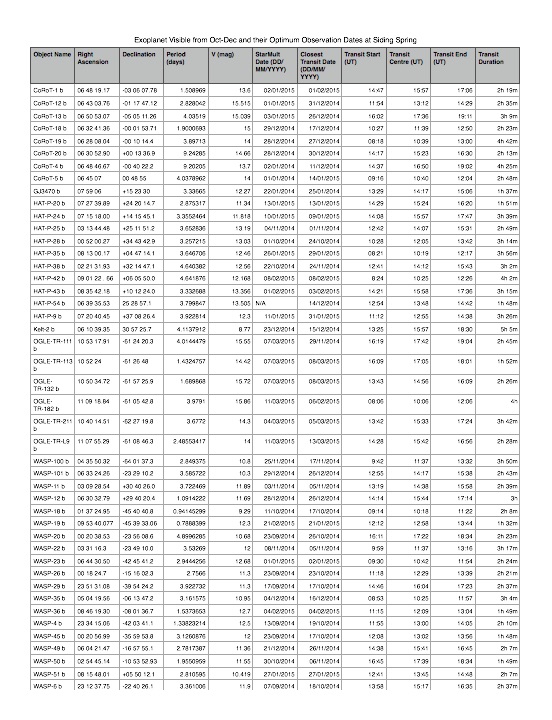 Exoplanet Visible from Oct-Dec and their Optimum Observation Dates at Siding Spring
Object Name Right Ascension Declination Period (days) V (mag) StarMult Date (DD/MM/YYYY) Closest Transit Date (DD/MM/YYYY) Transit Start (UT) Transit Centre (UT) Transit End (UT) Transit Duration
CoRoT-1 b 06 48 19.17 -03 06 07.78 1.508969 13.6 02/01/2015 01/02/2015 14:47 15:57 17:06 2h 19m
CoRoT-12 b 06 43 03.76 -01 17 47.12 2.828042 15.515 01/01/2015 31/12/2014 11:54 13:12 14:29 2h 35m
CoRoT-13 b 06 50 53.07 -05 05 11.26 4.03519 15.039 03/01/2015 28/12/2014 16:02 17:36 19:11 3h 9m
CoRoT-18 b 06 32 41.36 -00 01 53.71 1.9000693 15 29/12/2014 17/12/2014 10:27 11:39 12:50 2h 23m
CoRoT-19 b 06 28 08.04 -00 10 14.4 3.89713 14 28/12/2014 27/12/2014 08:18 10:39 13:00 4h 42m
CoRoT-20 b 06 30 52.90 +00 13 36.9 9.24285 14.66 28/12/2014 30/12/2014 14:17 15:23 16:30 2h 13m
CoRoT-4 b 06 48 46.67 -00 40 22.2 9.20205 13.7 02/01/2015 11/12/2014 14:37 16:50 19:02 4h 25m
CoRoT-5 b 06 45 07 00 48 55 4.0378962 14 01/01/2015 14/01/2015 09:16 10:40 12:04 2h 48m
GJ3470 b 07 59 06 +15 23 30 3.33665 12.27 22/01/2014 25/01/2014 13:29 14:17 15:06 1h 37m
HAT-P-20 b 07 27 39.89 +24 20 14.7 2.875317 11.34 13/01/2015 13/01/2015 14:29 15:24 16:20 1h 51m
HAT-P-24 b 07 15 18.00 +14 15 45.1 3.3552464 11.818 10/01/2015 09/01/2015 14:08 15:57 17:47 3h 39m
HAT-P-25 b 03 13 44.48 +25 11 51.2 3.652836 13.19 04/11/2014 01/11/2014 12:42 14:07 15:31 2h 49m
HAT-P-28 b 00 52 00.27 +34 43 42.9 3.257215 13.03 01/10/2014 24/10/2014 10:28 12:05 13:42 3h 14m
HAT-P-35 b 08 13 00.17 +04 47 14.1 3.646706 12.46 26/01/2015 29/01/2015 08:21 10:19 12:17 3h 56m
HAT-P-38 b 02 21 31.93 +32 14 47.1 4.640382 12.56 22/10/2014 24/11/2014 12:41 14:12 15:43 3h 2m
HAT-P-42 b 09 01 22 . 66 +06 05 50.0 4.641876 12.168 08/02/2015 08/02/2015 8:24 10:25 12:26 4h 2m
HAT-P-43 b 08 35 42.18 +10 12 24.0 3.332688 13.356 01/02/2015 03/02/2015 14:21 15:58 17:36 3h 15m
HAT-P-54 b 06 39 35.53 25 28 57.1 3.799847 13.505 N/A 14/12/2014 12:54 13:48 14:42 1h 48m
HAT-P-9 b 07 20 40.45 +37 08 26.4 3.922814 12.3 11/01/2015 31/01/2015 11:12 12:55 14:38 3h 26m
Kelt-2 b 06 10 39.35 30 57 25.7 4.1137912 8.77 23/12/2014 15/12/2014 13:25 15:57 18:30 5h 5m
OGLE-TR-111 b 10 53 17.91 -61 24 20.3 4.0144479 15.55 07/03/2015 29/11/2014 16:19 17:42 19:04 2h 45m
OGLE-TR-113 b 10 52 24 -61 26 48 1.4324757 14.42 07/03/2015 08/03/2015 16:09 17:05 18:01 1h 52m
OGLE-TR-132 b 10 50 34.72 -61 57 25.9 1.689868 15.72 07/03/2015 08/03/2015 13:43 14:56 16:09 2h 26m
OGLE-TR-182 b 11 09 18.84 -61 05 42.8 3.9791 15.86 11/03/2015 06/02/2015 08:06 10:06 12:06 4h
OGLE-TR-211 b 10 40 14.51 -62 27 19.8 3.6772 14.3 04/03/2015 05/03/2015 13:42 15:33 17:24 3h 42m
OGLE-TR-L9 b 11 07 55.29 -61 08 46.3 2.48553417 14 11/03/2015 13/03/2015 14:28 15:42 16:56 2h 28m
WASP-100 b 04 35 50.32 -64 01 37.3 2.849375 10.8 25/11/2014 17/11/2014 9:42 11:37 13:32 3h 50m
WASP-101 b 06 33 24.26 -23 29 10.2 3.585722 10.3 29/12/2014 26/12/2014 12:55 14:17 15:38 2h 43m
WASP-11 b 03 09 28.54 +30 40 26.0 3.722469 11.89 03/11/2014 05/11/2014 13:19 14:38 15:58 2h 39m
WASP-12 b 06 30 32.79 +29 40 20.4 1.0914222 11.69 28/12/2014 26/12/2014 14:14 15:44 17:14 3h
WASP-18 b 01 37 24.95 -45 40 40.8 0.94145299 9.29 11/10/2014 17/10/2014 09:14 10:18 11:22 2h 8m
WASP-19 b 09 53 40.077 -45 39 33.06 0.7888399 12.3 21/02/2015 21/01/2015 12:12 12:58 13:44 1h 32m
WASP-20 b 00 20 38.53 -23 56 08.6 4.8996285 10.68 23/09/2014 26/10/2014 16:11 17:22 18:34 2h 23m
WASP-22 b 03 31 16.3 -23 49 10.0 3.53269 12 08/11/2014 05/11/2014 9:59 11:37 13:16 3h 17m
WASP-23 b 06 44 30.50 -42 45 41.2 2.9444256 12.68 01/01/2015 02/01/2015 09:30 10:42 11:54 2h 24m
WASP-26 b 00 18 24.7 -15 16 02.3 2.7566 11.3 23/09/2014 23/10/2014 11:18 12:29 13:39 2h 21m
WASP-29 b 23 51 31.08 -39 54 24.2 3.922732 11.3 17/09/2014 17/10/2014 14:46 16:04 17:23 2h 37m
WASP-35 b 05 04 19.56 -06 13 47.2 3.161575 10.95 04/12/2014 18/12/2014 08:53 10:25 11:57 3h 4m
WASP-36 b 08 46 19.30 -08 01 36.7 1.5373653 12.7 04/02/2015 04/02/2015 11:15 12:09 13:04 1h 49m
WASP-4 b 23 34 15.06 -42 03 41.1 1.33823214 12.5 13/09/2014 19/10/2014 11:55 13:00 14:05 2h 10m
WASP-45 b 00 20 56.99 -35 59 53.8 3.1260876 12 23/09/2014 17/10/2014 12:08 13:02 13:56 1h 48m
WASP-49 b 06 04 21.47 -16 57 55.1 2.7817387 11.36 21/12/2014 26/11/2014 14:38 15:41 16:45 2h 7m
WASP-50 b 02 54 45.14 -10 53 52.93 1.9550959 11.55 30/10/2014 06/11/2014 16:45 17:39 18:34 1h 49m
WASP-51 b 08 15 48.01 +05 50 12.1 2.810595 10.419 27/01/2015 27/01/2015 12:41 13:45 14:48 2h 7m
WASP-6 b 23 12 37.75 -22 40 26.1 3.361006 11.9 07/09/2014 18/10/2014 13:58 15:17 16:35 2h 37m